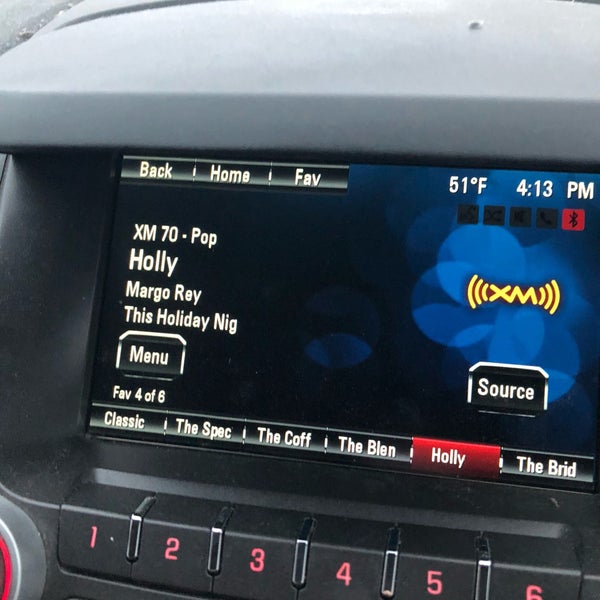 Back Home Fav
51°F 4:13 PM
XM 70 - Pop
Holly
Margo Rey
This Holiday Nig
((XM))
Menu
Source
Fav 4 of 6
Classic The Spec The Coff The Blen Holly The Brid
1 2 3 4 5 6